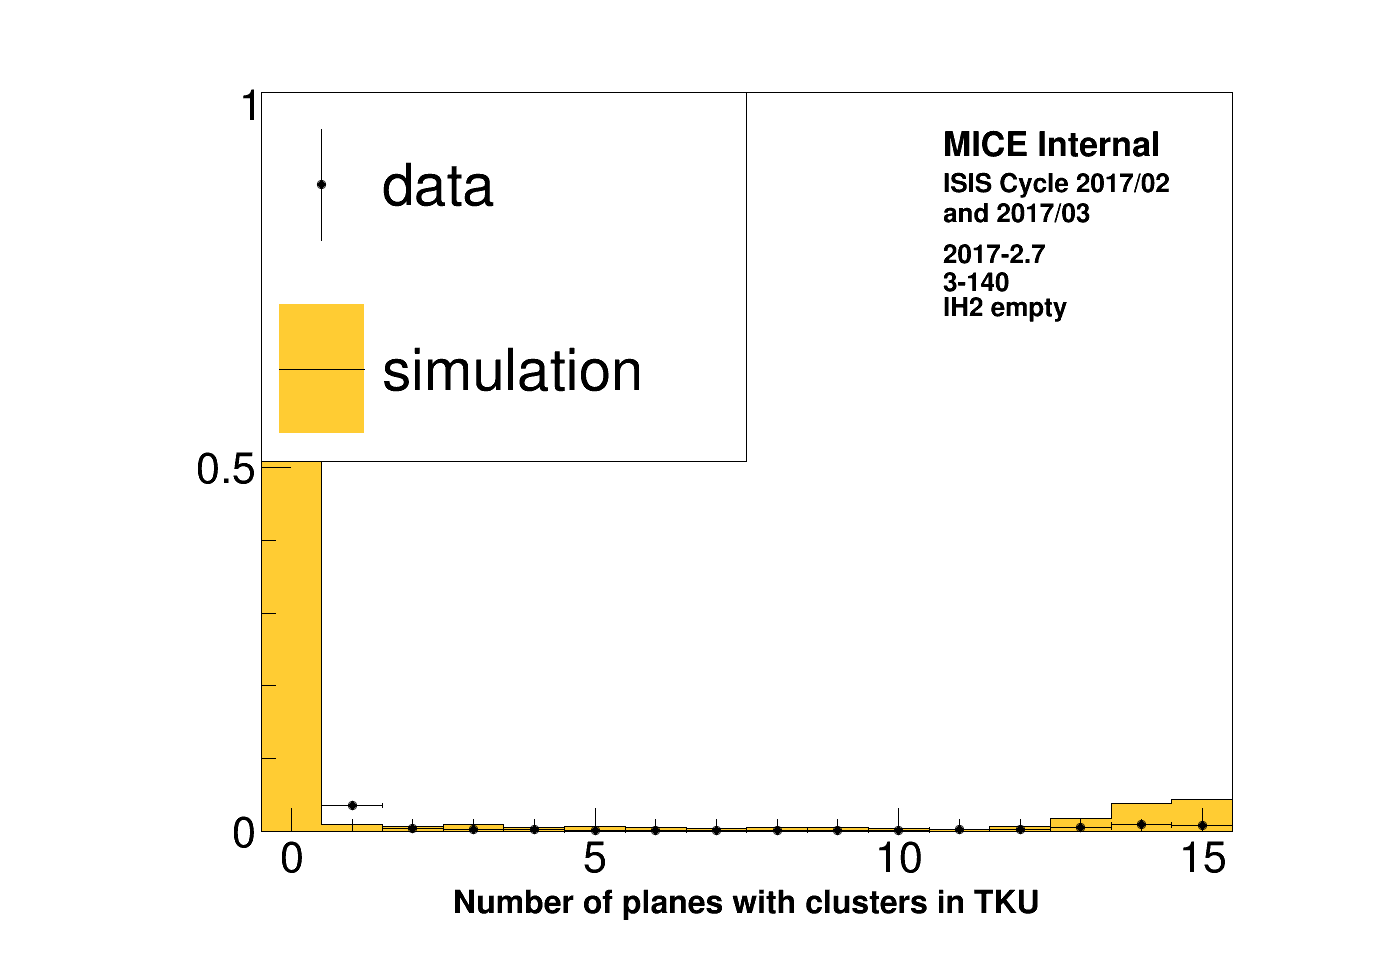 1
data
simulation
0.5
0
0 5 10 15
Number of planes with clusters in TKU
MICE Internal
ISIS Cycle 2017/02
and 2017/03
2017-2.7
3-140
IH2 empty